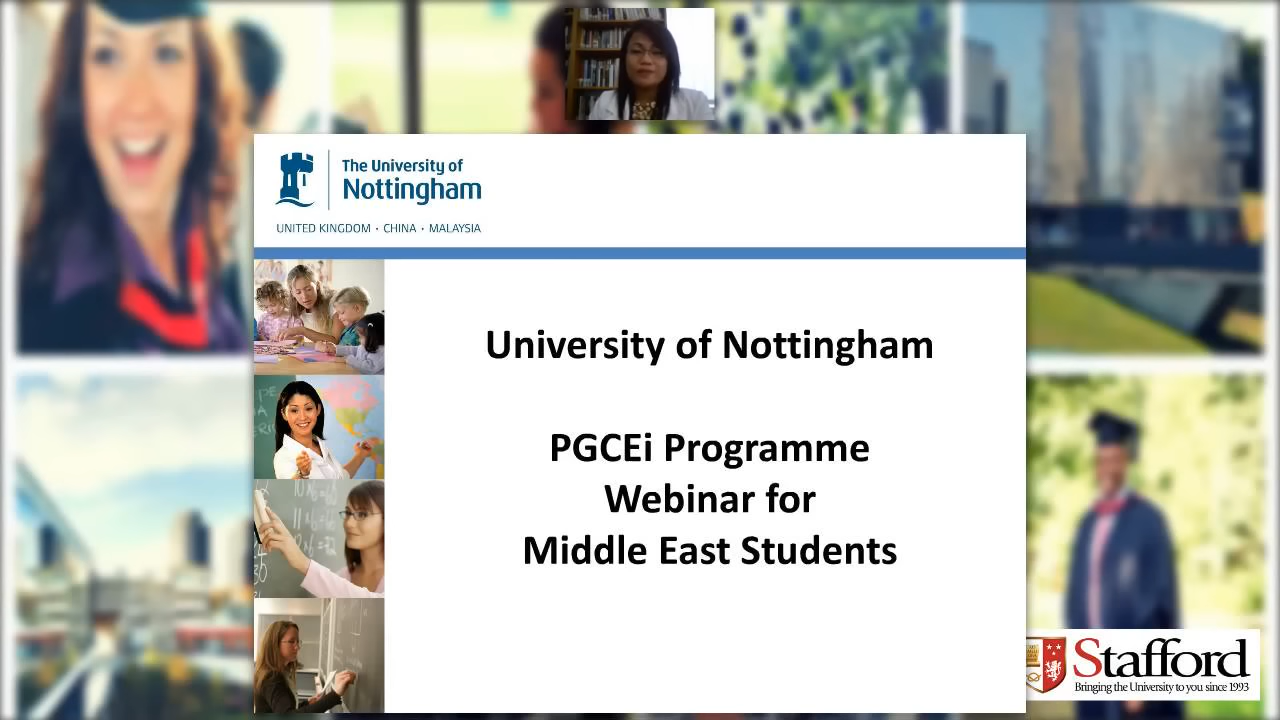 The University of
Nottingham
UNITED KINGDOM · CHINA · MALAYSIA
University of Nottingham
PGCEi Programme
Webinar for
Middle East Students
Stafford
Bringing the University to you since 1993